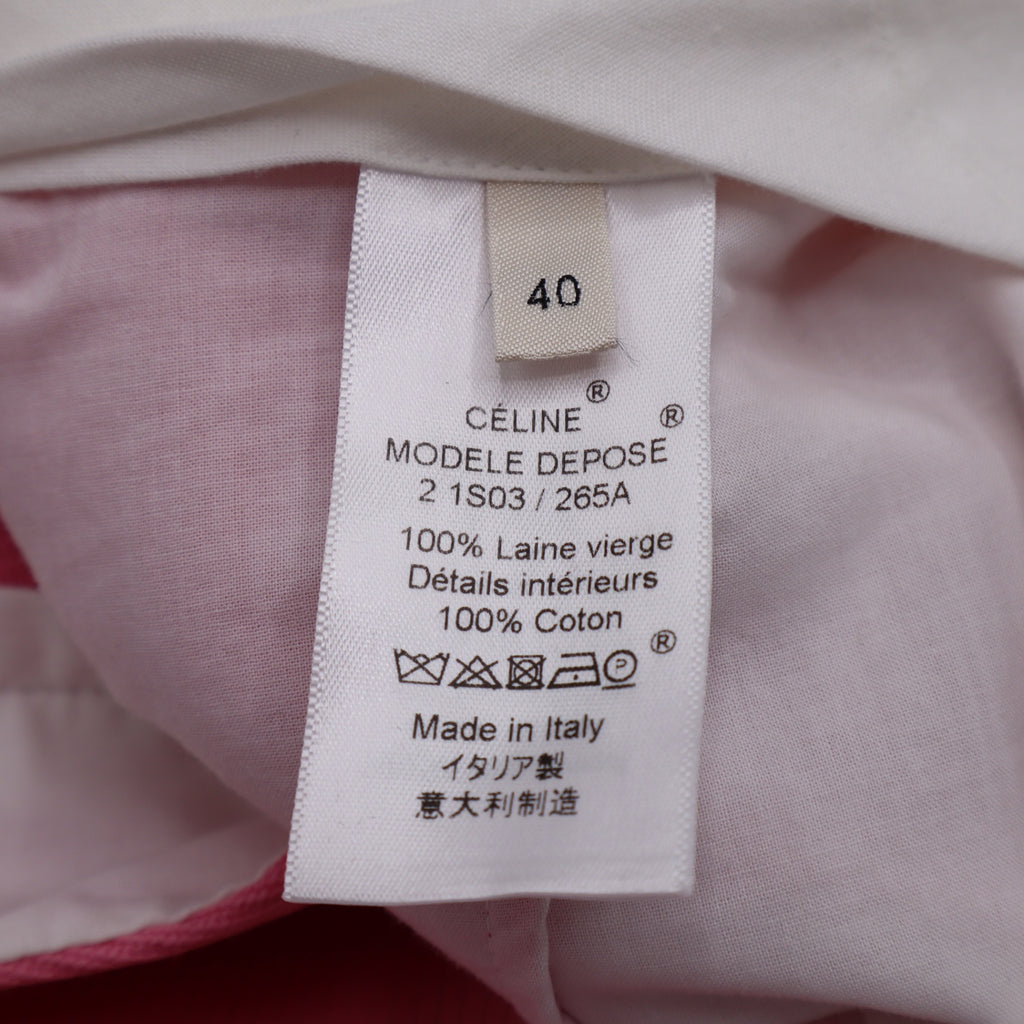 40
CÉLINE®
MODELE DEPOSE®
2 1S03 / 265A
100% Laine vierge
Détails intérieurs
100% Coton
P ®
Made in Italy
イタリア製
意大利制造